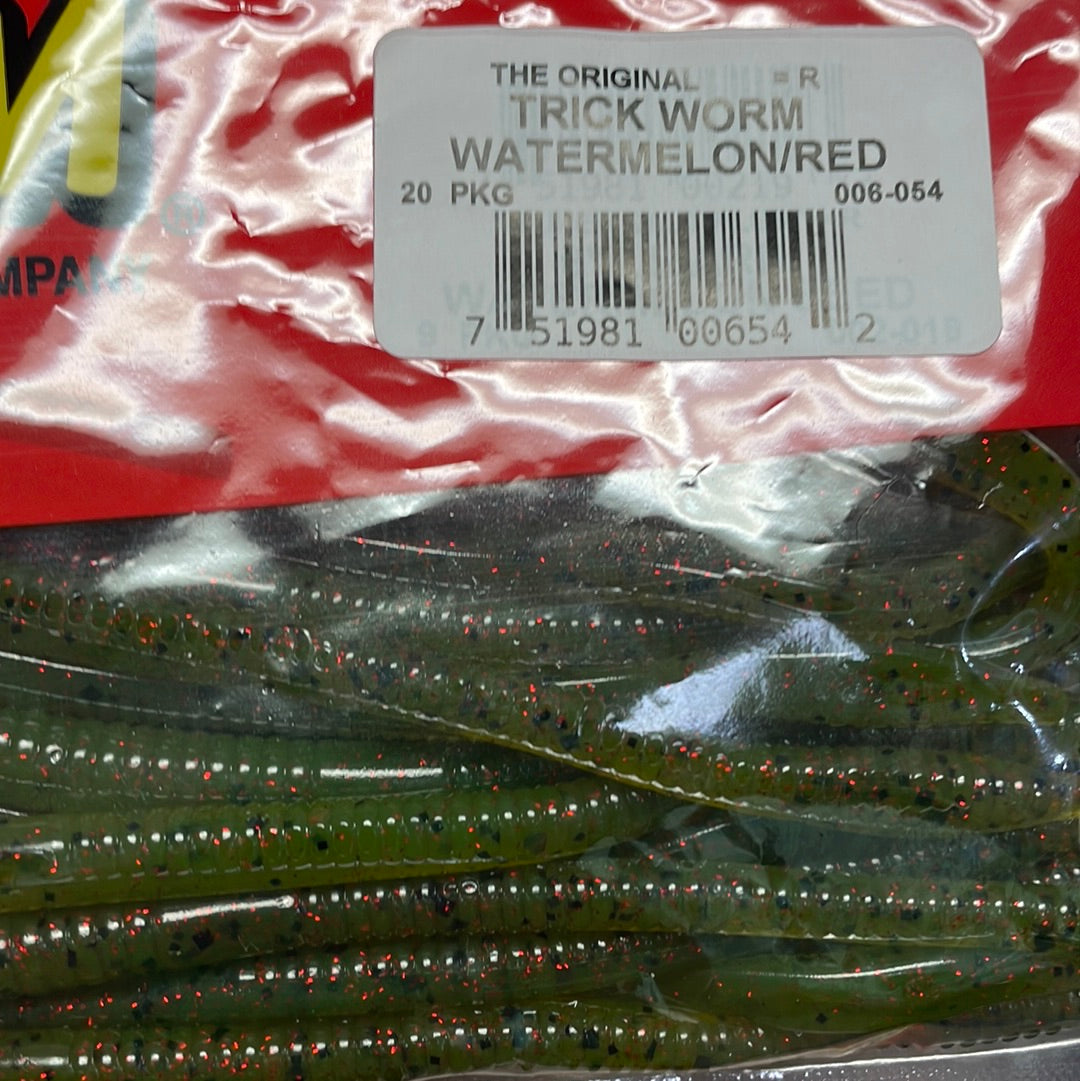 THE ORIGINAL = R
TRICK WORM
WATERMELON/RED
20 PKG 006-054
7 51981 00654 2
MPANY
®